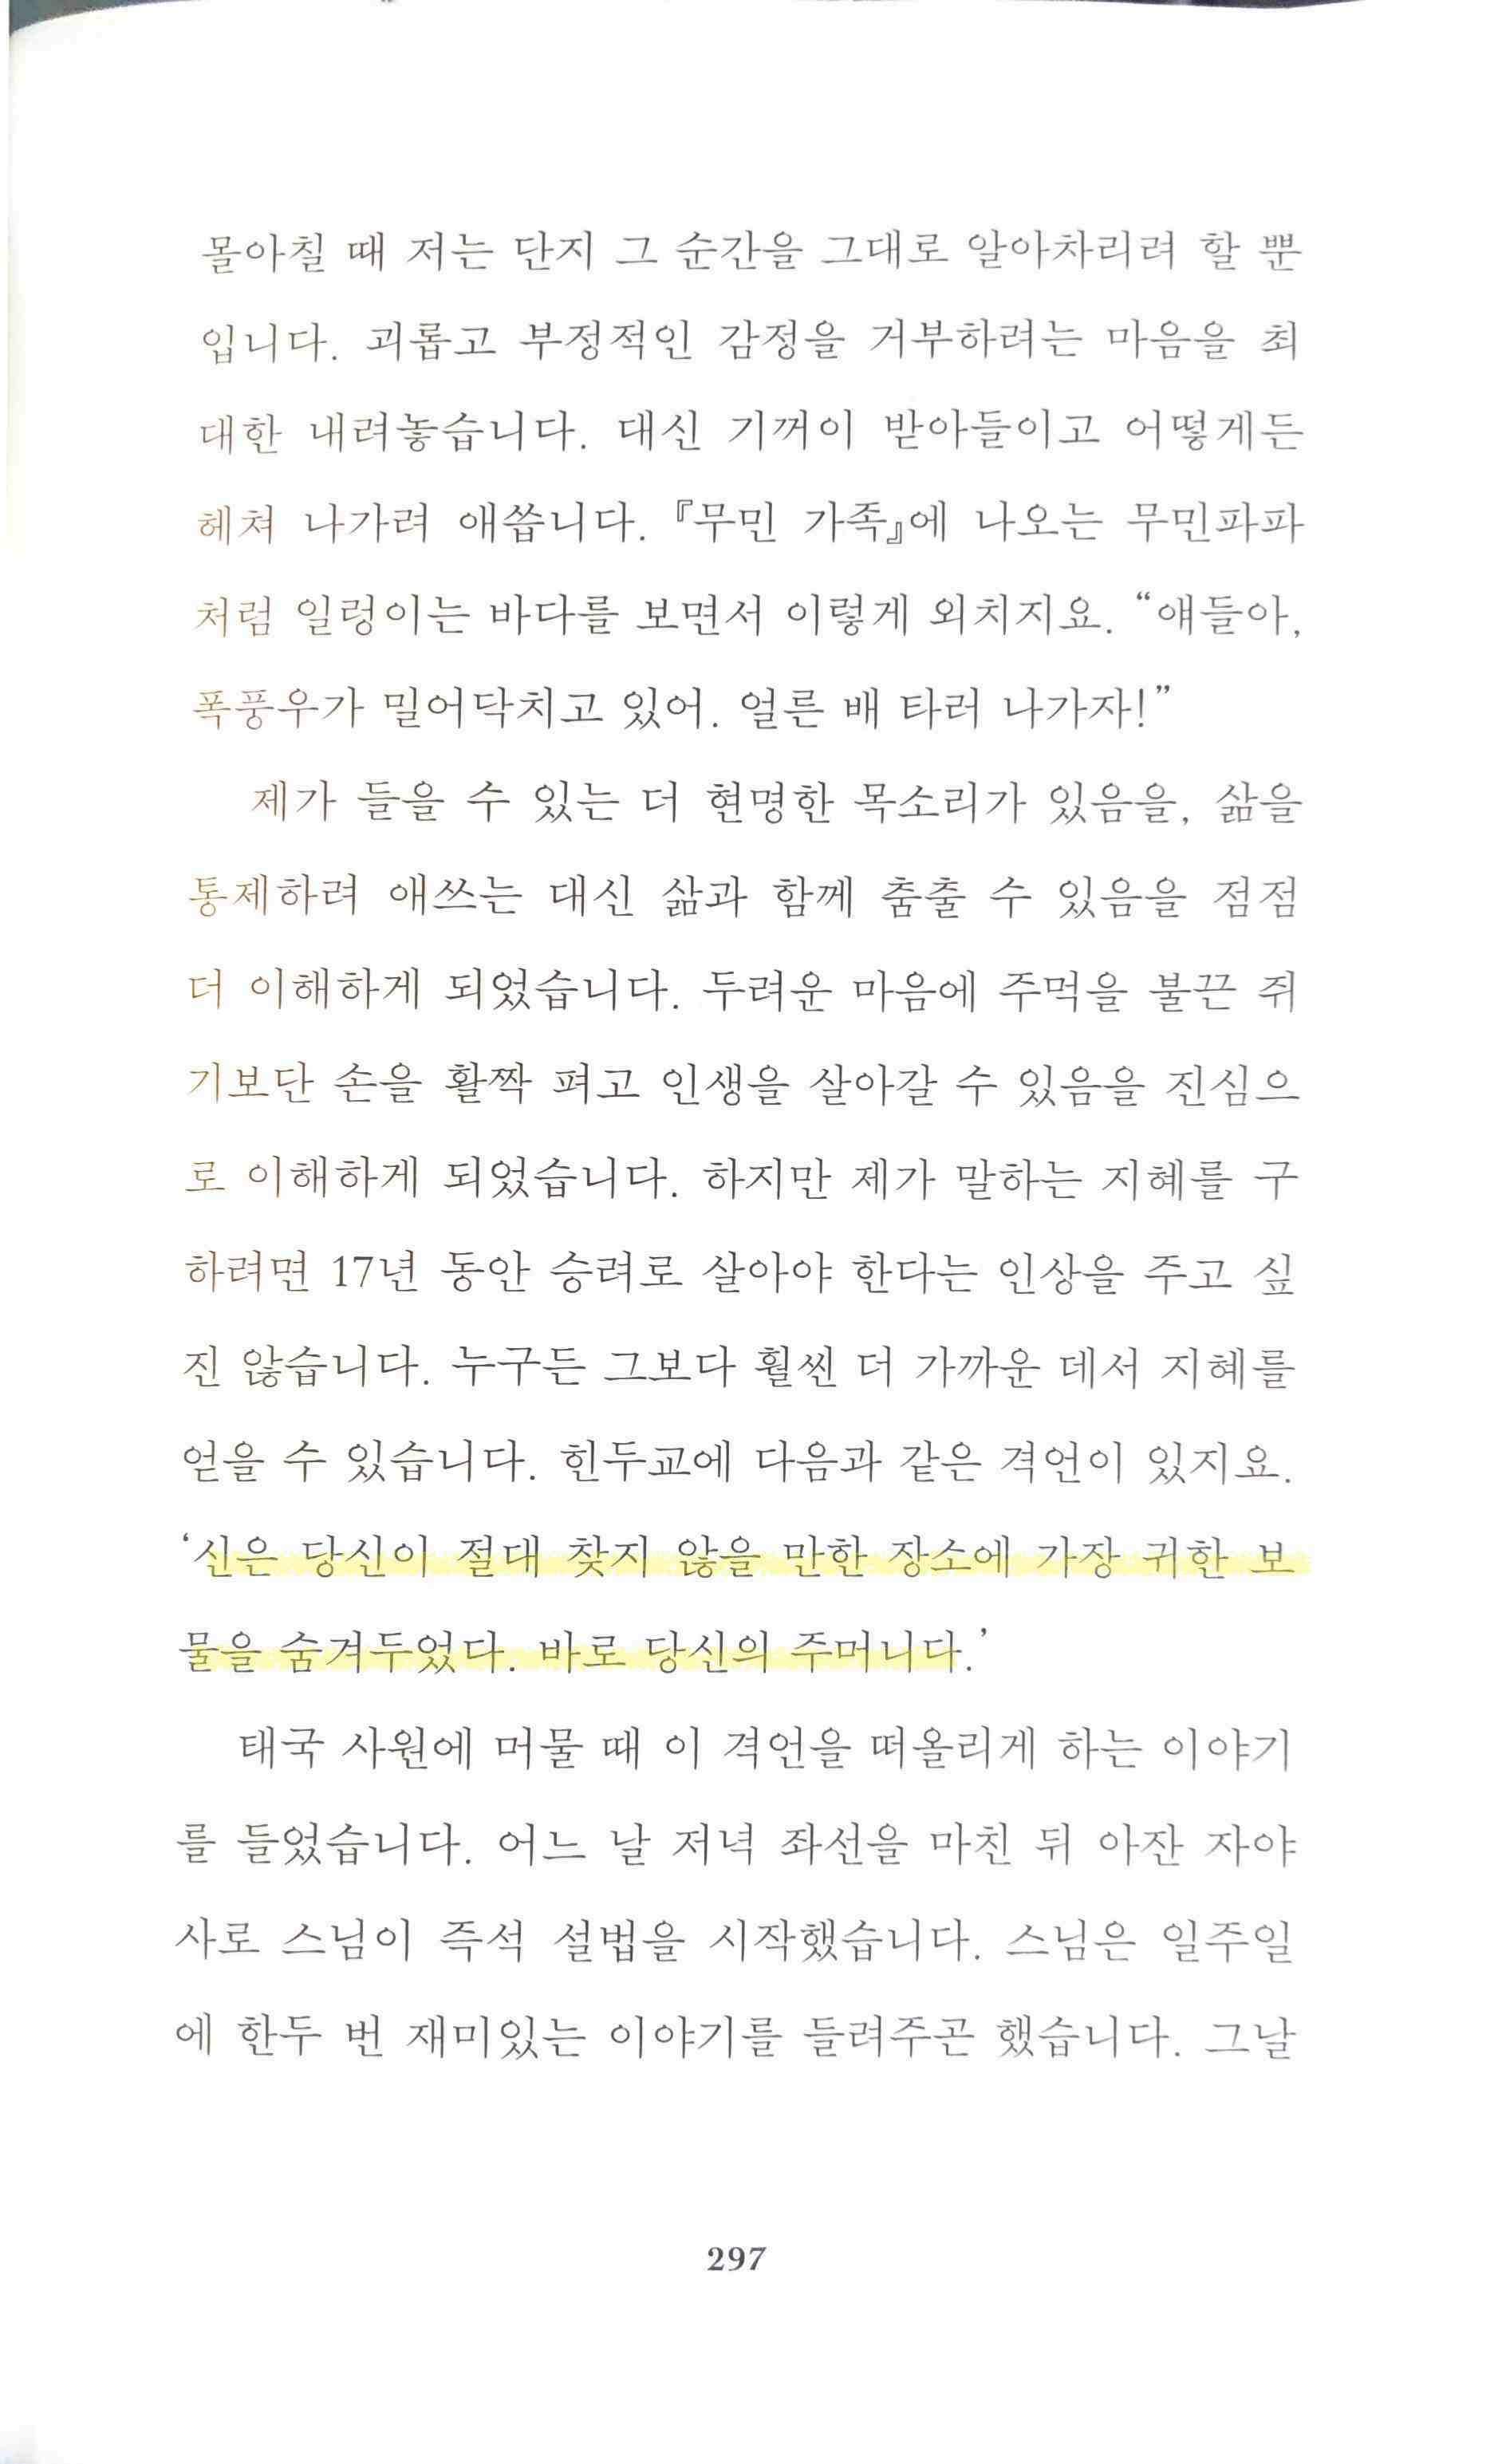 몰아칠 때 저는 단지 그 순간을 그대로 알아차리려 할 뿐
입니다. 괴롭고 부정적인 감정을 거부하려는 마음을 최
대한 내려놓습니다. 대신 기꺼이 받아들이고 어떻게든
헤쳐 나가려 애씁니다. 『무민 가족』에 나오는 무민파파
처럼 일렁이는 바다를 보면서 이렇게 외치지요. “얘들아,
폭풍우가 밀어닥치고 있어. 얼른 배 타러 나가자!”
제가 들을 수 있는 더 현명한 목소리가 있음을, 삶을
통제하려 애쓰는 대신 삶과 함께 춤출 수 있음을 점점
더 이해하게 되었습니다. 두려운 마음에 주먹을 불끈 쥐
기보단 손을 활짝 펴고 인생을 살아갈 수 있음을 진심으
로 이해하게 되었습니다. 하지만 제가 말하는 지혜를 구
하려면 17년 동안 승려로 살아야 한다는 인상을 주고 싶
진 않습니다. 누구든 그보다 훨씬 더 가까운 데서 지혜를
얻을 수 있습니다. 힌두교에 다음과 같은 격언이 있지요.
‘신은 당신이 절대 찾지 않을 만한 장소에 가장 귀한 보
물을 숨겨두었다. 바로 당신의 주머니다.’
태국 사원에 머물 때 이 격언을 떠올리게 하는 이야기
를 들었습니다. 어느 날 저녁 좌선을 마친 뒤 아잔 자야
사로 스님이 즉석 설법을 시작했습니다. 스님은 일주일
에 한두 번 재미있는 이야기를 들려주곤 했습니다. 그날
297